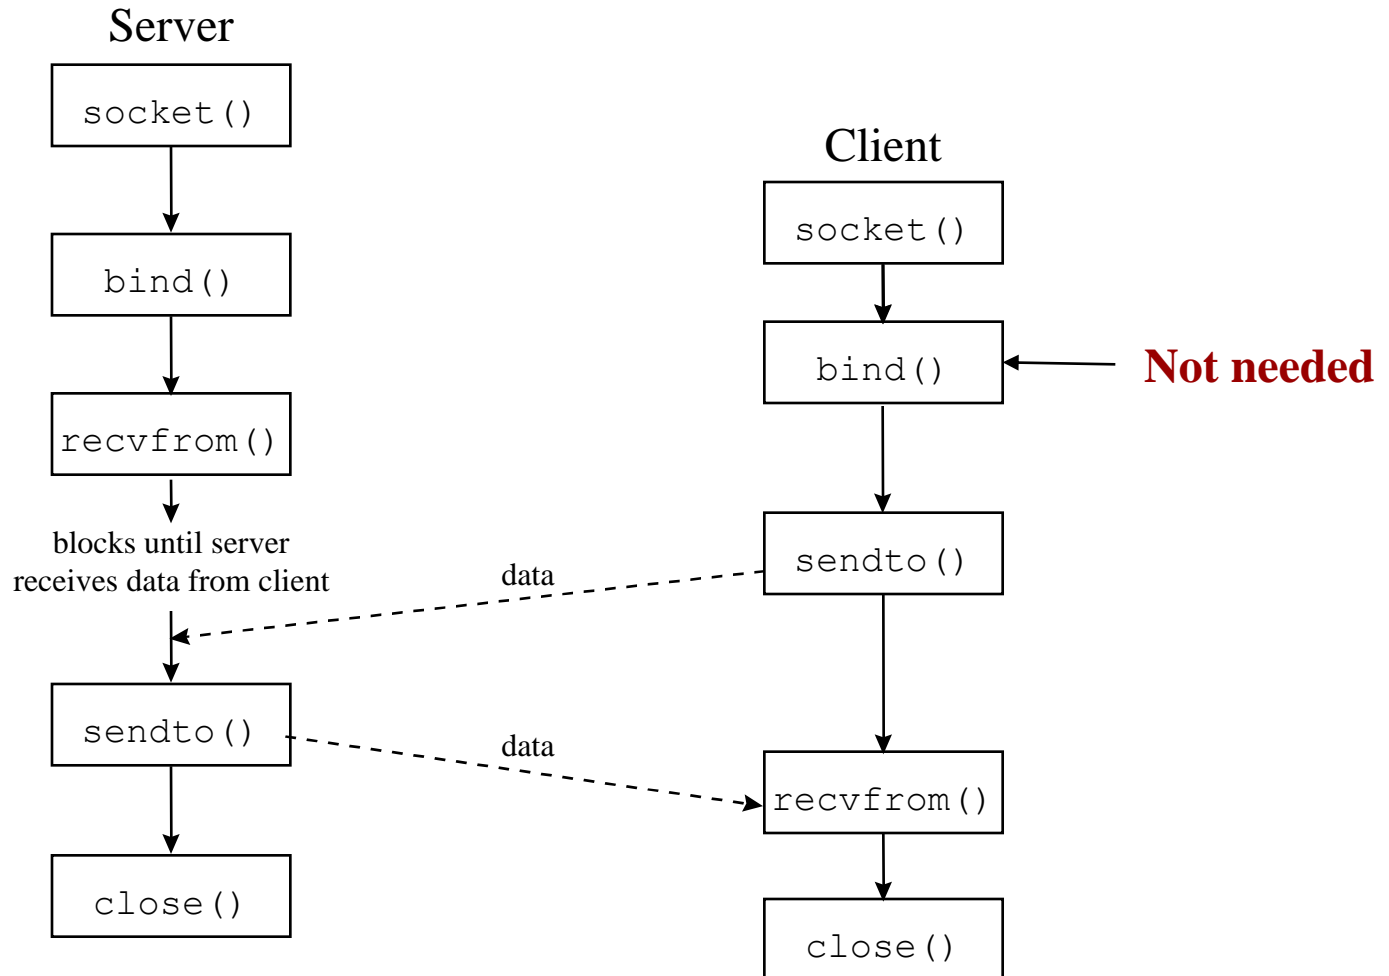 Server
socket()
bind()
recvfrom()
blocks until server
receives data from client
sendto()
close()
Client
socket()
bind()
Not needed
sendto()
data
data
recvfrom()
close()